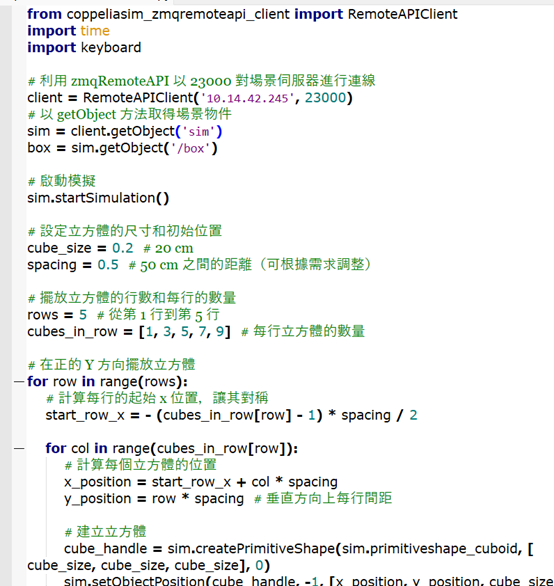 from coppeliasim_zmqremoteapi_client import RemoteAPIClient
import time
import keyboard
# 利用 zmqRemoteAPI 以 23000 對場景伺服器進行連線
client = RemoteAPIClient('10.14.42.245', 23000)
# 以 getObject 方法取得場景物件
sim = client.getObject('sim')
box = sim.getObject('/box')
# 啟動模擬
sim.startSimulation()
# 設定立方體的尺寸和初始位置
cube_size = 0.2  # 20 cm
spacing = 0.5  # 50 cm 之間的距離（可根據需求調整）
# 擺放立方體的行數和每行的數量
rows = 5  # 從第 1 行到第 5 行
cubes_in_row = [1, 3, 5, 7, 9]  # 每行立方體的數量
# 在正的 Y 方向擺放立方體
for row in range(rows):
    # 計算每行的起始 x 位置，讓其對稱
    start_row_x = - (cubes_in_row[row] - 1) * spacing / 2
    for col in range(cubes_in_row[row]):
        # 計算每個立方體的位置
        x_position = start_row_x + col * spacing
        y_position = row * spacing  # 垂直方向上每行間距
        # 建立立方體
        cube_handle = sim.createPrimitiveShape(sim.primitiveshape_cuboid, [
cube_size, cube_size, cube_size], 0)
        sim.setObjectPosition(cube_handle, -1, [x_position, y_position, cube_size